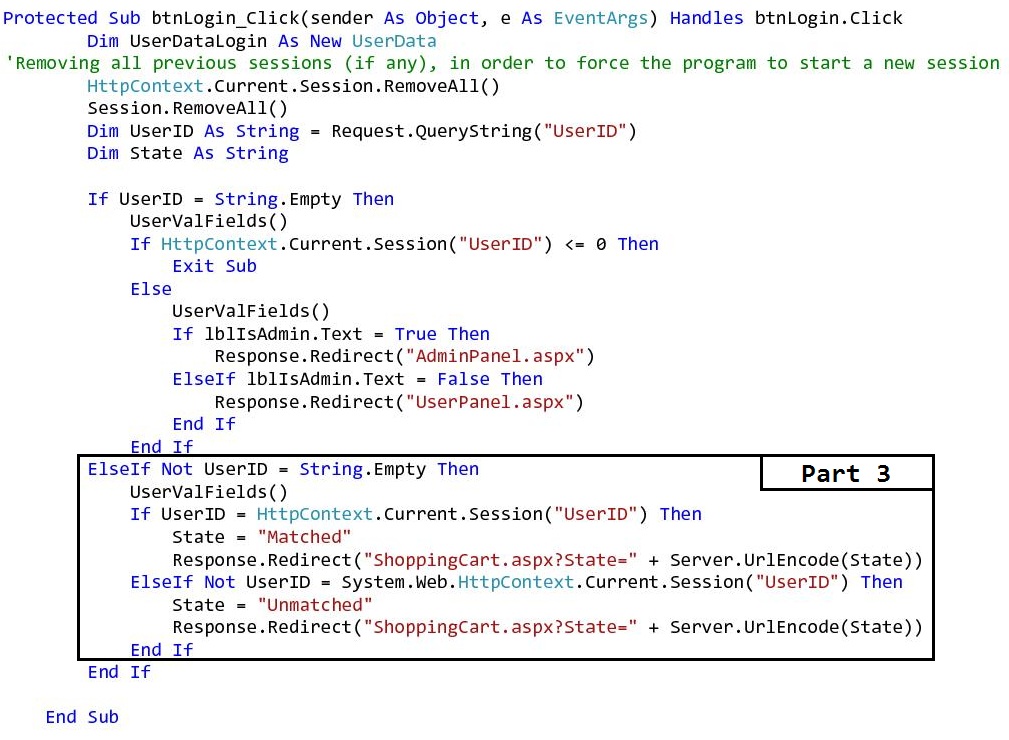 Protected Sub btnLogin_Click(sender As Object, e As EventArgs) Handles btnLogin.Click
        Dim UserDataLogin As New UserData
'Removing all previous sessions (if any), in order to force the program to start a new session
        HttpContext.Current.Session.RemoveAll()
        Session.RemoveAll()
        Dim UserID As String = Request.QueryString("UserID")
        Dim State As String

        If UserID = String.Empty Then
            UserValFields()
            If HttpContext.Current.Session("UserID") <= 0 Then
                Exit Sub
            Else
                UserValFields()
                If lblIsAdmin.Text = True Then
                    Response.Redirect("AdminPanel.aspx")
                ElseIf lblIsAdmin.Text = False Then
                    Response.Redirect("UserPanel.aspx")
                End If
            End If
        ElseIf Not UserID = String.Empty Then
Part 3
            UserValFields()
            If UserID = HttpContext.Current.Session("UserID") Then
                State = "Matched"
                Response.Redirect("ShoppingCart.aspx?State=" + Server.UrlEncode(State))
            ElseIf Not UserID = System.Web.HttpContext.Current.Session("UserID") Then
                State = "Unmatched"
                Response.Redirect("ShoppingCart.aspx?State=" + Server.UrlEncode(State))
            End If
        End If

    End Sub